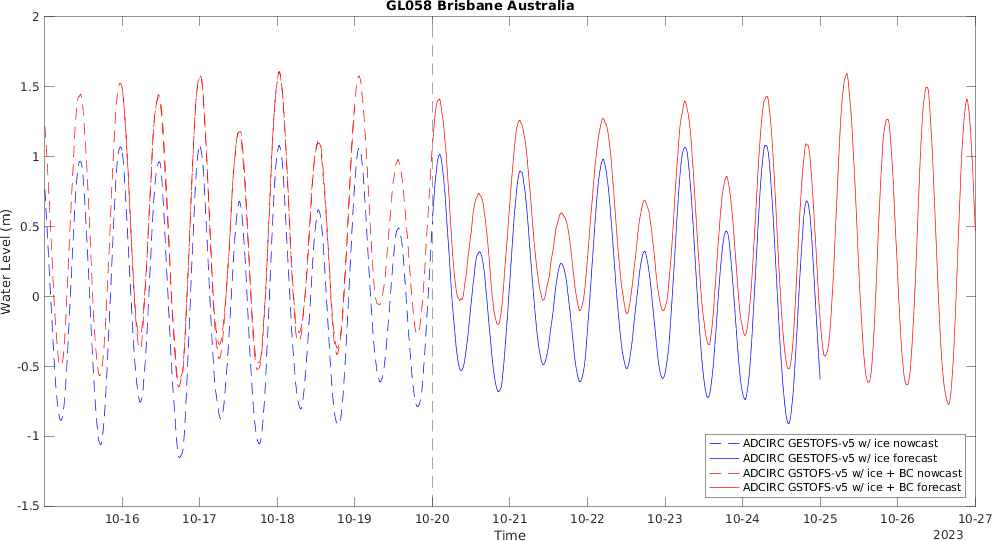 GL058 Brisbane Australia
Water Level (m)
2
1.5
1
0.5
0
-0.5
-1
-1.5
10-16 10-17 10-18 10-19 10-20 10-21 10-22 10-23 10-24 10-25 10-26 10-27
Time
2023
ADCIRC GESTOFS-v5 w/ ice nowcast
ADCIRC GESTOFS-v5 w/ ice forecast
ADCIRC GSTOFS-v5 w/ ice + BC nowcast
ADCIRC GSTOFS-v5 w/ ice + BC forecast